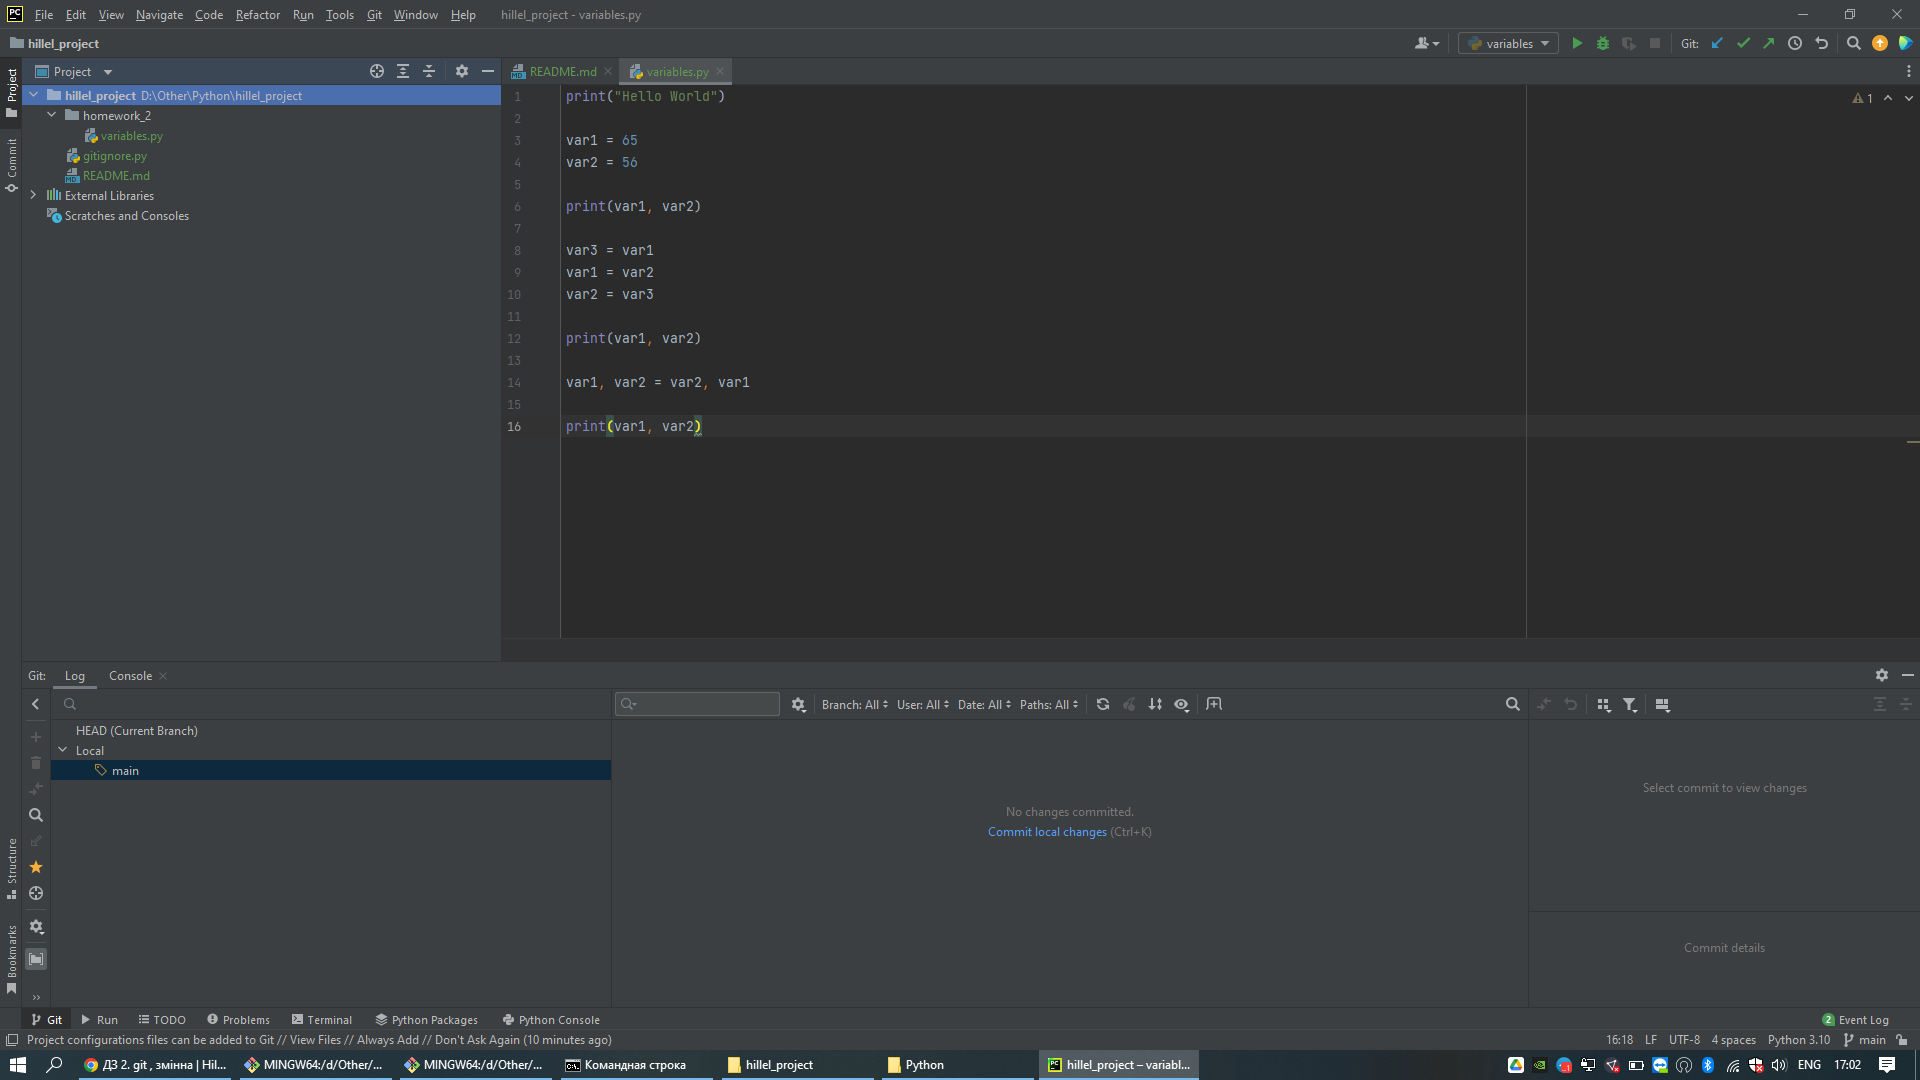 PC File Edit View Navigate Code Refactor Run Tools Git Window Help hillel_project - variables.py
hillel_project
variables
Git:
Project
README.md
variables.py
hillel_project D:\Other\Python\hillel_project
homework_2
variables.py
gitignore.py
README.md
External Libraries
Scratches and Consoles
Project
Commit
Structure
Bookmarks
1 print("Hello World")
2
3 var1 = 65
4 var2 = 56
5
6 print(var1, var2)
7
8 var3 = var1
9 var1 = var2
10 var2 = var3
11
12 print(var1, var2)
13
14 var1, var2 = var2, var1
15
16 print(var1, var2)
1
Git: Log Console
HEAD (Current Branch)
Local
main
Branch: All User: All Date: All Paths: All
No changes committed.
Commit local changes (Ctrl+K)
Select commit to view changes
Commit details
Git Run TODO Problems Terminal Python Packages Python Console
2 Event Log
Project configurations files can be added to Git // View Files // Always Add // Don't Ask Again (10 minutes ago)
16:18 LF UTF-8 4 spaces Python 3.10 main
ДЗ 2. git , змінна | Hil...
MINGW64:/d/Other/...
MINGW64:/d/Other/...
Командная строка
hillel_project
Python
hillel_project – variabl...
ENG 17:02